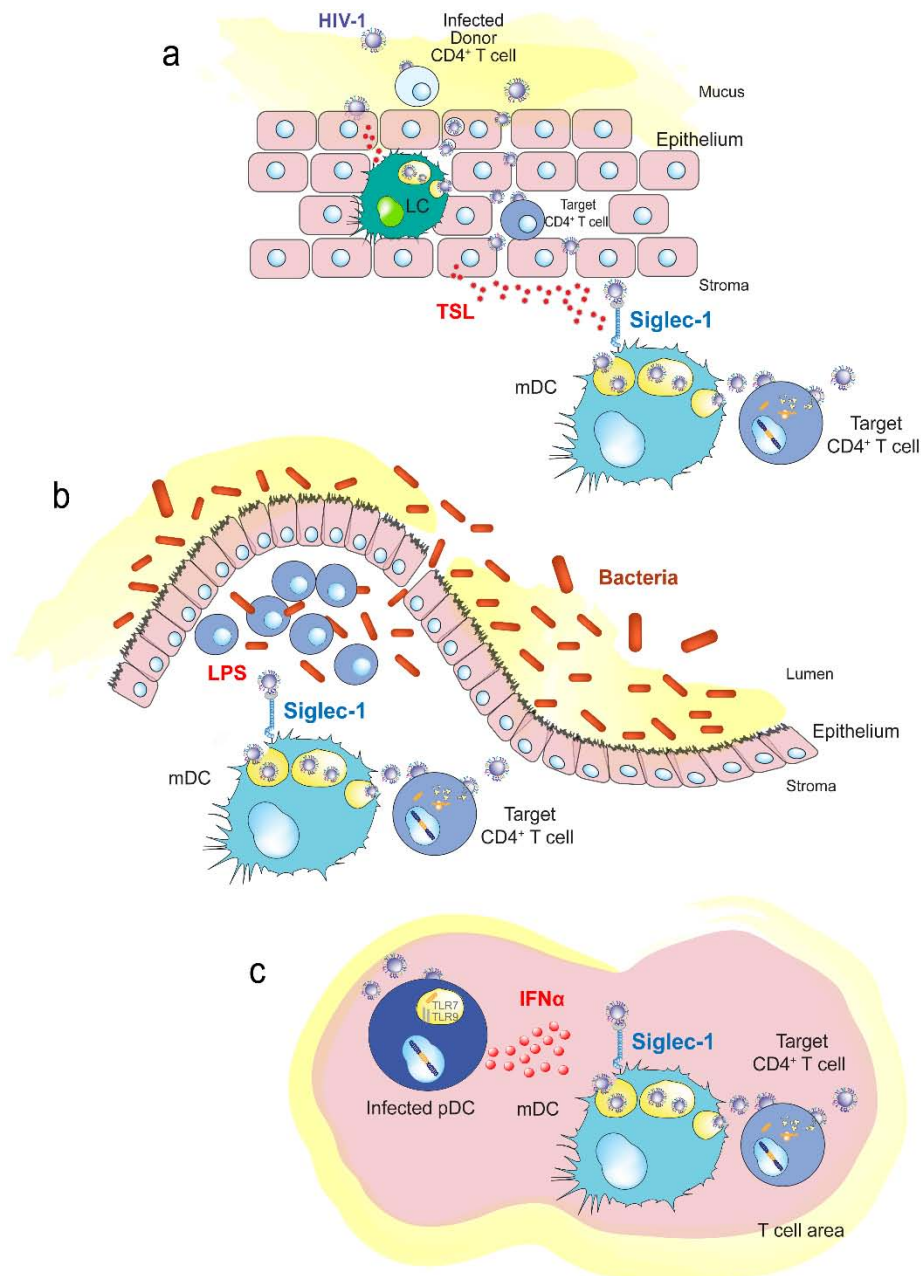 a
HIV-1
Infected
Donor
CD4+ T cell
Mucus
Epithelium
LC
Target
CD4+ T cell
Stroma
TSL
Siglec-1
mDC
Target
CD4+ T cell
b
Bacteria
LPS
Lumen
Siglec-1
Epithelium
mDC
Stroma
Target
CD4+ T cell
c
IFNα
TLR7
TLR9
Siglec-1
Target
CD4+ T cell
Infected pDC
mDC
T cell area